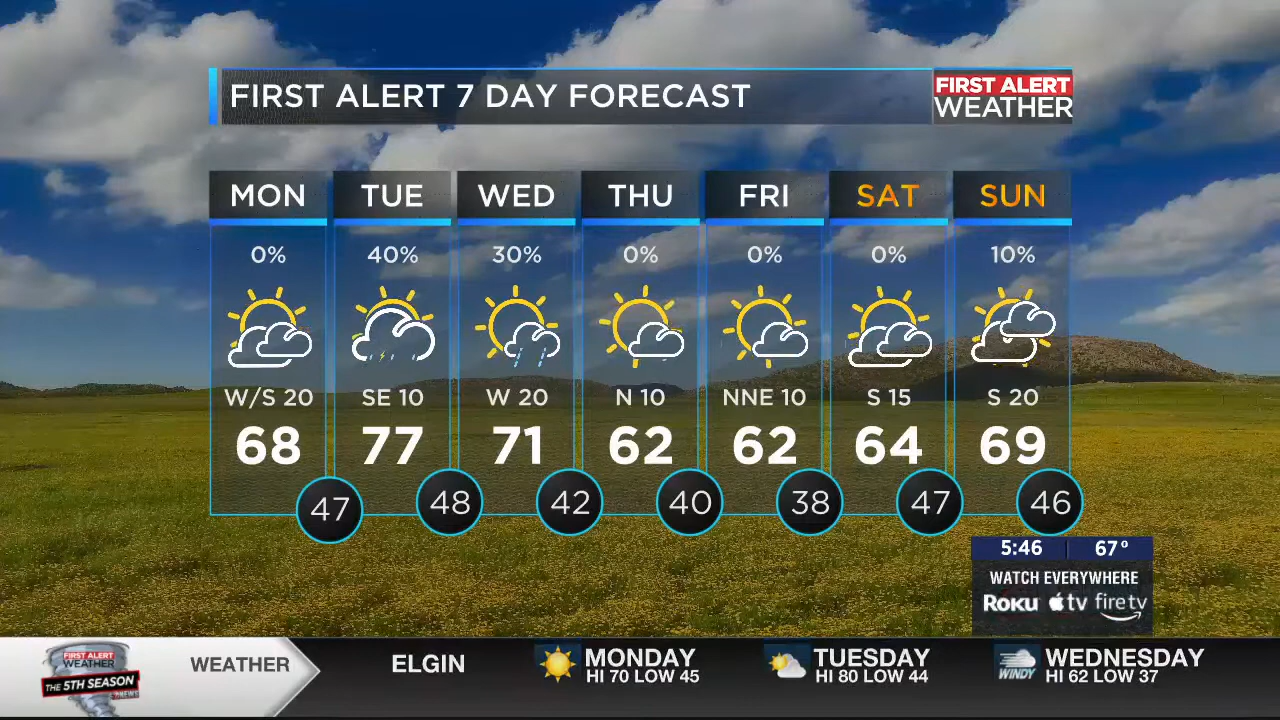 FIRST ALERT 7 DAY FORECAST
FIRST ALERT
WEATHER
MON TUE WED THU FRI SAT SUN
0% 40% 30% 0% 0% 0% 10%
W/S 20 SE 10 W 20 N 10 NNE 10 S 15 S 20
68 77 71 62 62 64 69
47 48 42 40 38 47 46
5:46 67°
WATCH EVERYWHERE
Roku tv firetv
FIRST ALERT
WEATHER
THE 5TH SEASON
NEWS
WEATHER
ELGIN
MONDAY
HI 70 LOW 45
TUESDAY
HI 80 LOW 44
WINDY
WEDNESDAY
HI 62 LOW 37